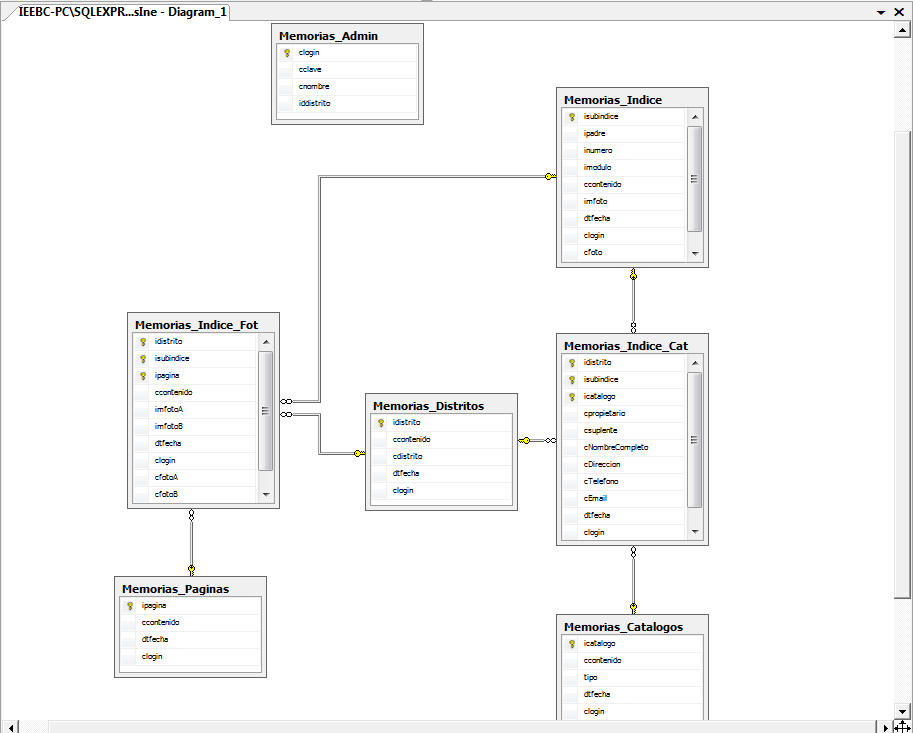 IEEBC-PC\SQLEXPR...sIne - Diagram_1
Memorias_Admin
clogin
cclave
cnombre
iddistrito
Memorias_Indice
isubindice
ipadre
inumero
imodulo
ccontenido
imfoto
dtfecha
clogin
cfoto
Memorias_Indice_Fot
idistrito
isubindice
ipagina
ccontenido
imfotoA
imfotoB
dtfecha
clogin
cfotoA
cfotoB
Memorias_Distritos
idistrito
ccontenido
cdistrito
dtfecha
clogin
Memorias_Indice_Cat
idistrito
isubindice
icatalogo
cpropietario
csuplente
cNombreCompleto
cDireccion
cTelefono
cEmail
dtfecha
clogin
Memorias_Paginas
ipagina
ccontenido
dtfecha
clogin
Memorias_Catalogos
icatalogo
ccontenido
tipo
dtfecha
clogin